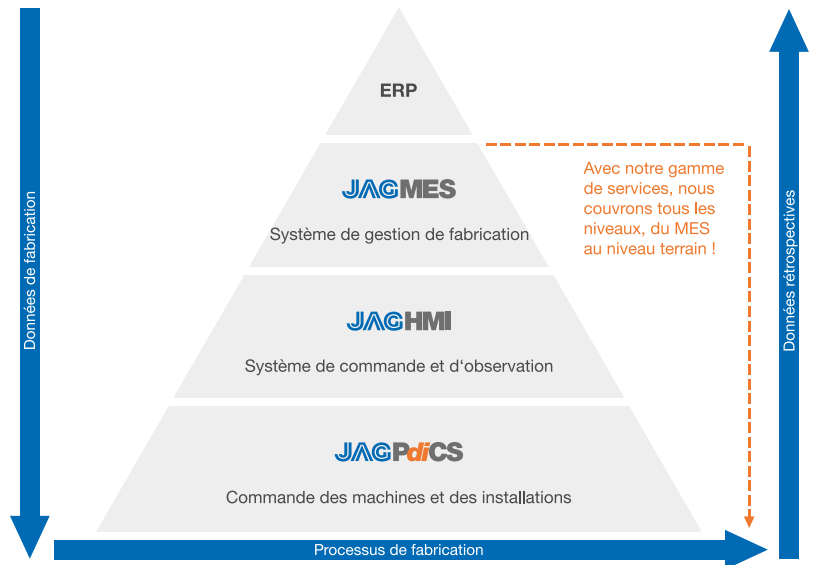 ERP
JAGMES
Système de gestion de fabrication
JAGHMI
Système de commande et d‘observation
JAGPdiCS
Commande des machines et des installations
Avec notre gamme
de services, nous
couvrons tous les
niveaux, du MES
au niveau terrain !
Données de fabrication
Données rétrospectives
Processus de fabrication